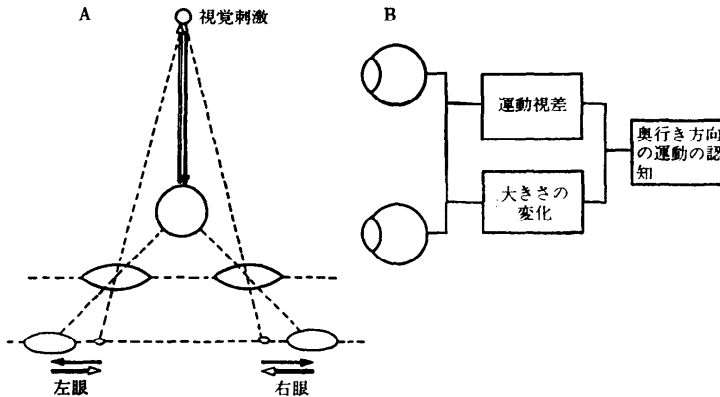 A
視覚刺激
左眼
右眼
B
運動視差
大きさの
変化
奥行き方向
の運動の認
知